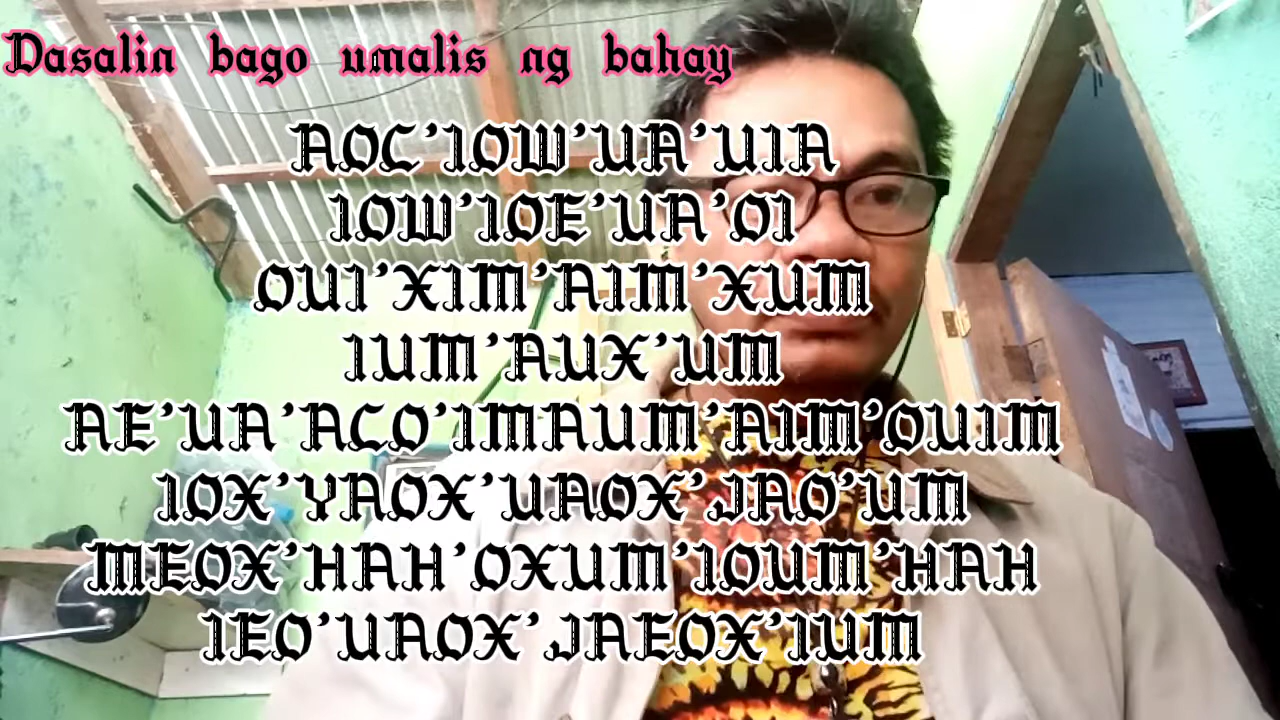 Dasalin bago umalis ng bahay
AOC'IOW'UA'UIA
IOW'IOE'UA'OI
OUI'XIM'AIM'XUM
IUM'AUX'UM
AE'UA'ACO'IMAUM'AIM'OUIM
IOX'YAOX'UAOX'JAO'UM
MEOX'HAH'OXUM'IOUM'HAH
IEO'UAOX'JAEOX'IUM